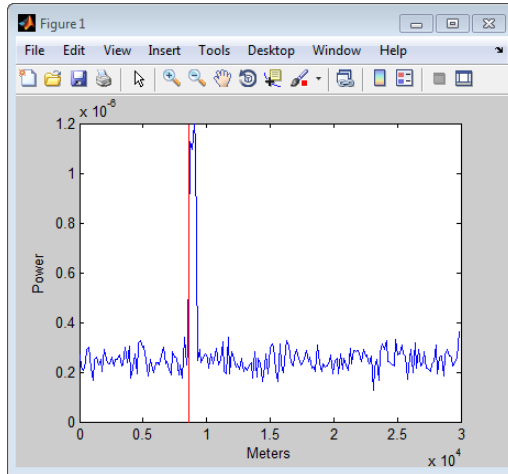 Figure 1
File Edit View Insert Tools Desktop Window Help
x 10^-6
1.2
1
0.8
0.6
0.4
0.2
0
Power
0 0.5 1 1.5 2 2.5 3
Meters
x 10^4